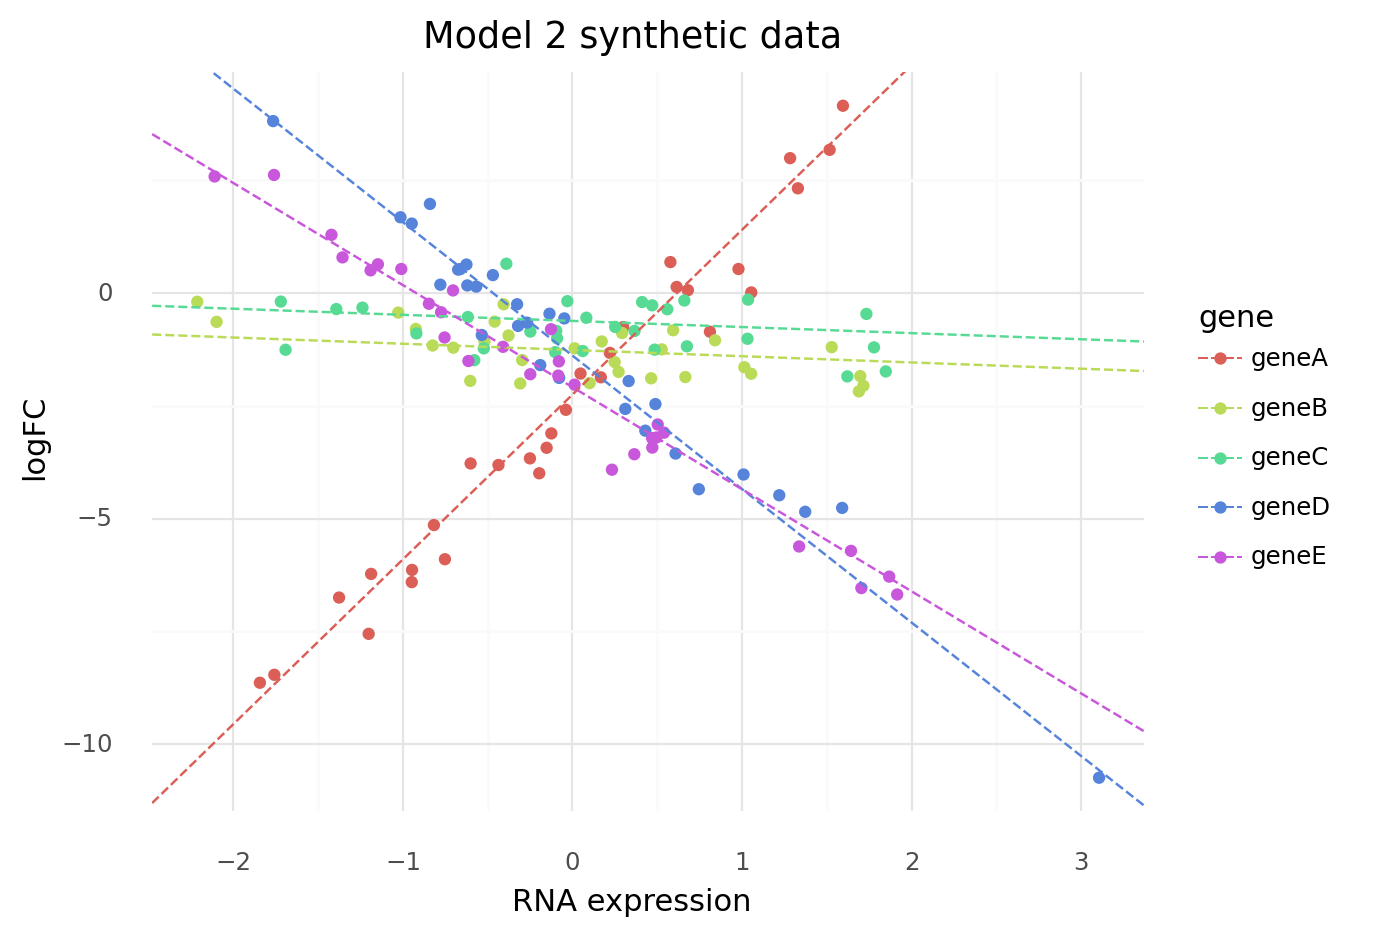 Model 2 synthetic data
0
−5
−10
logFC
−2
−1
0
1
2
3
RNA expression
gene
geneA
geneB
geneC
geneD
geneE